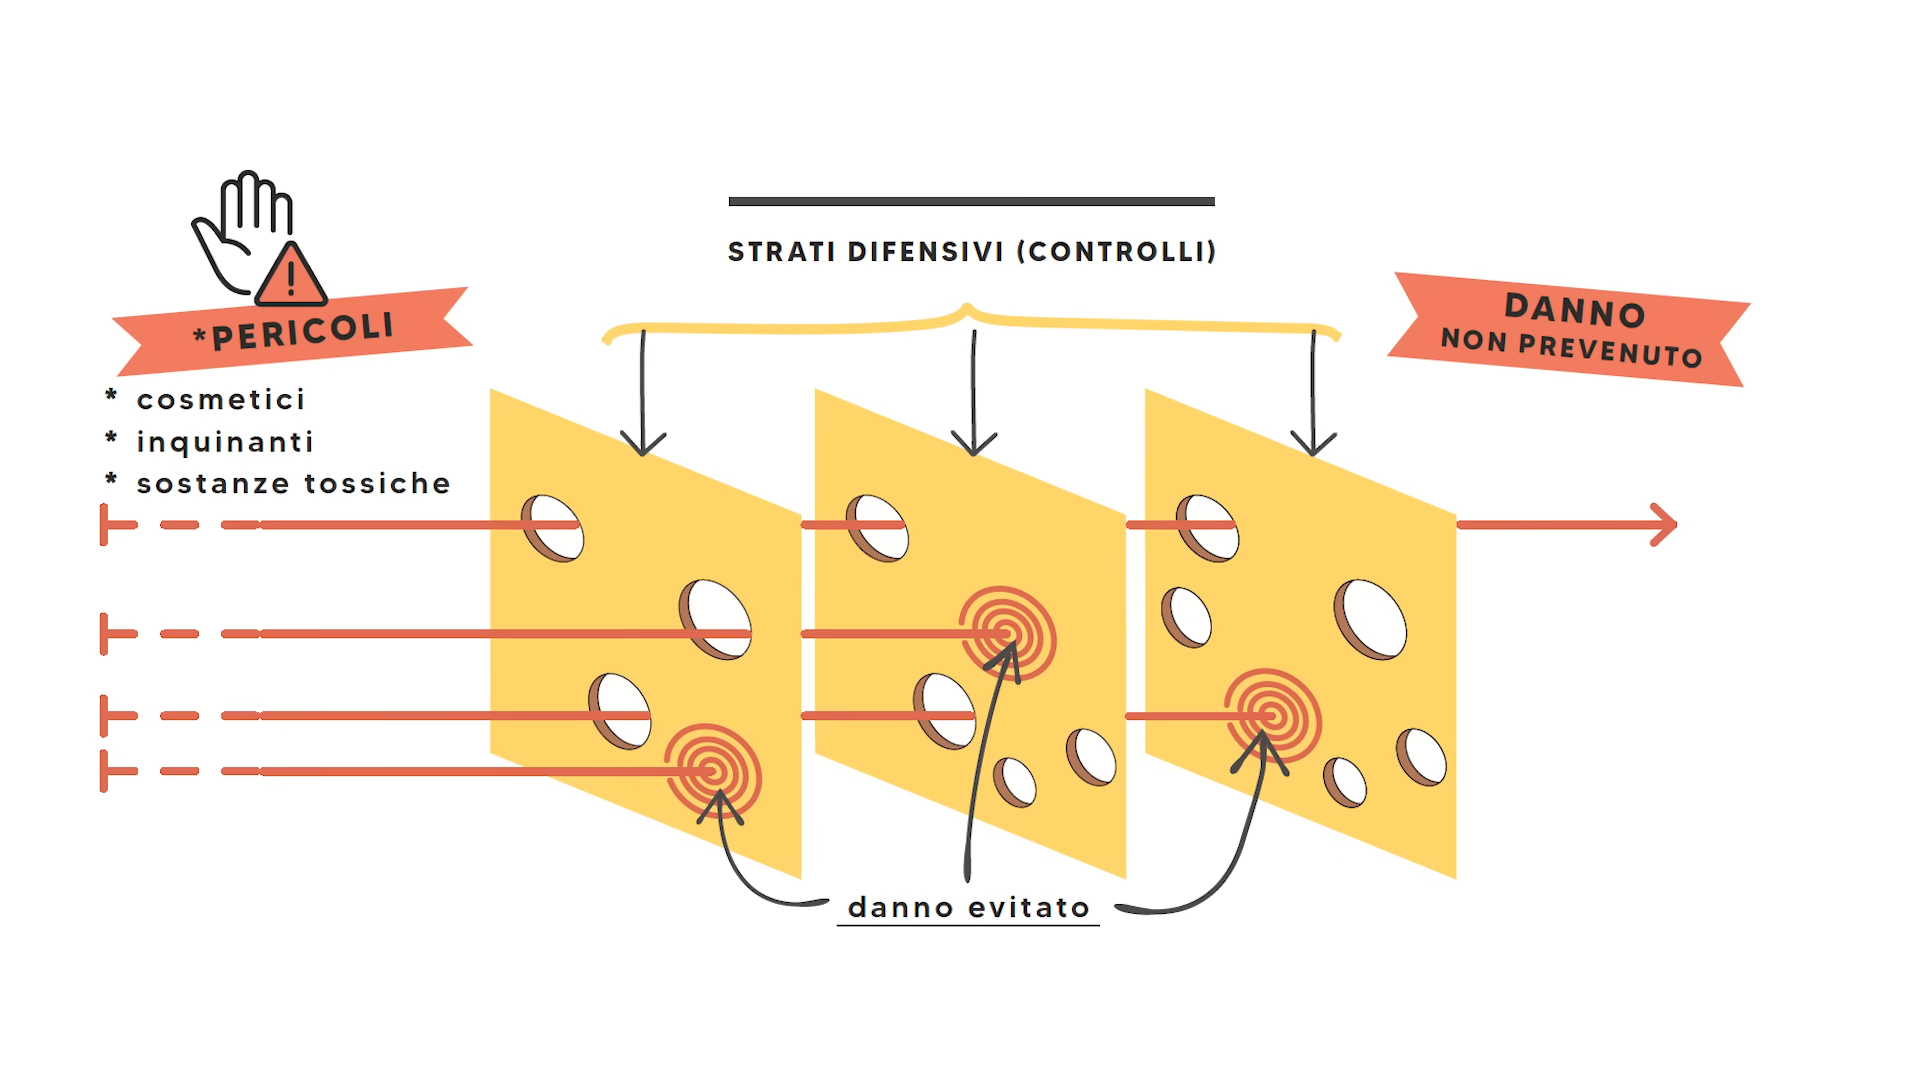 *PERICOLI
* cosmetici
* inquinanti
* sostanze tossiche
STRATI DIFENSIVI (CONTROLLI)
DANNO
NON PREVENUTO
danno evitato